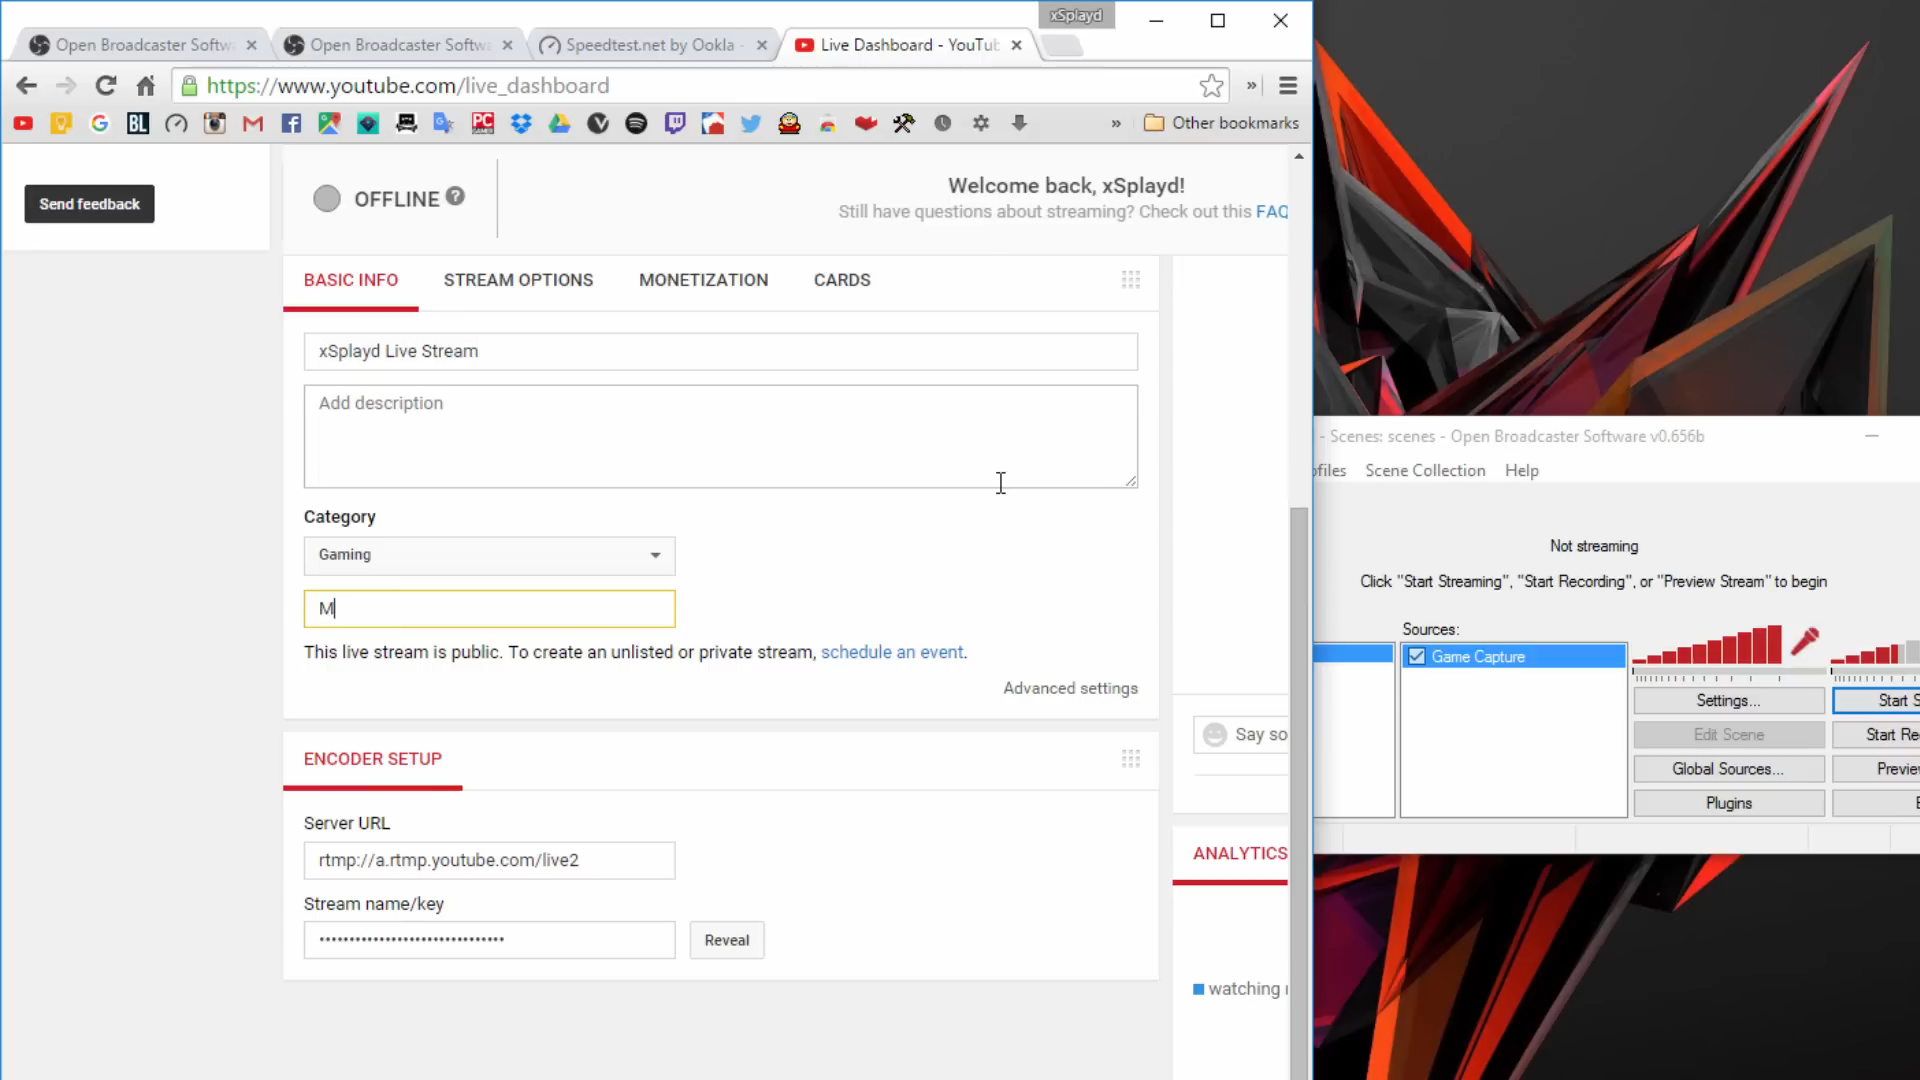 xSplayd
Open Broadcaster Softw
Open Broadcaster Softw
Speedtest.net by Ookla -
Live Dashboard - YouTub
https://www.youtube.com/live_dashboard
BL
PC
Other bookmarks
Send feedback
OFFLINE
Welcome back, xSplayd!
Still have questions about streaming? Check out this FAQ
BASIC INFO
STREAM OPTIONS
MONETIZATION
CARDS
xSplayd Live Stream
Add description
Category
Gaming
M
This live stream is public. To create an unlisted or private stream, schedule an event.
Advanced settings
ENCODER SETUP
Server URL
rtmp://a.rtmp.youtube.com/live2
Stream name/key
Reveal
Say so
ANALYTICS
watching
- Scenes: scenes - Open Broadcaster Software v0.656b
ofiles Scene Collection Help
Not streaming
Click "Start Streaming", "Start Recording", or "Preview Stream" to begin
Sources:
Game Capture
Settings...
Start S
Edit Scene
Start Re
Global Sources...
Preview
Plugins